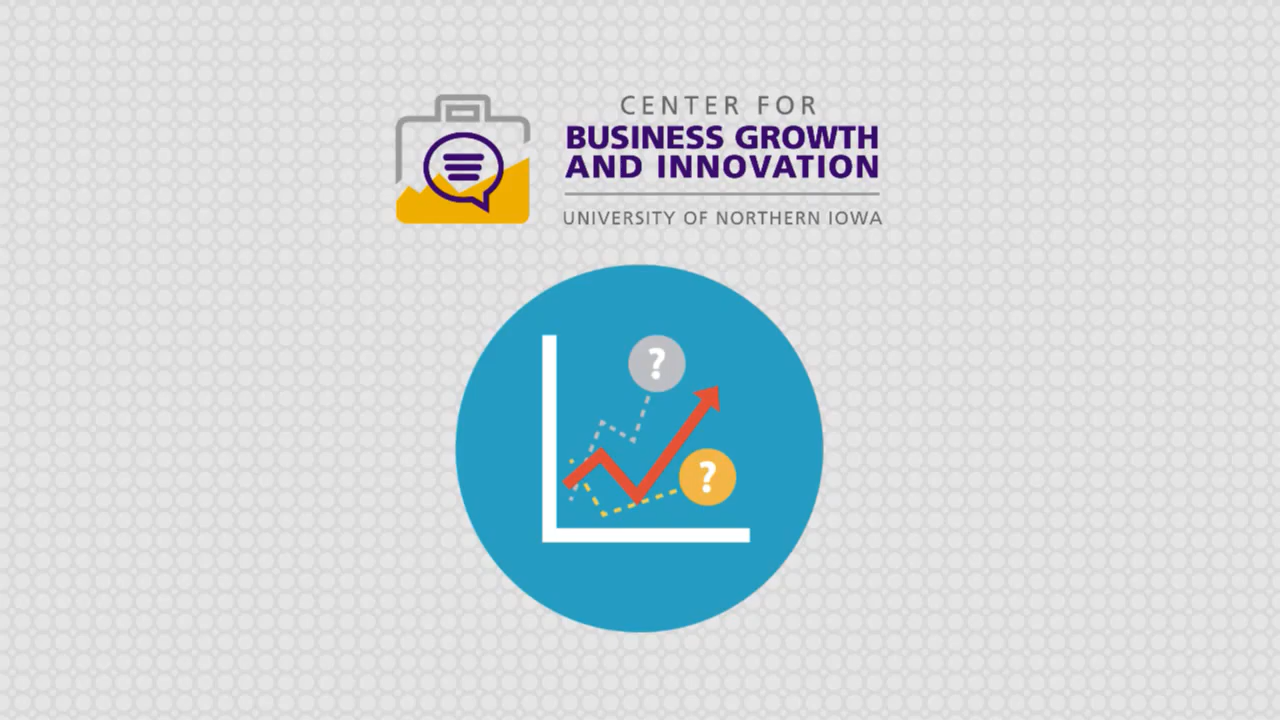 CENTER FOR
BUSINESS GROWTH
AND INNOVATION
UNIVERSITY OF NORTHERN IOWA
?
?